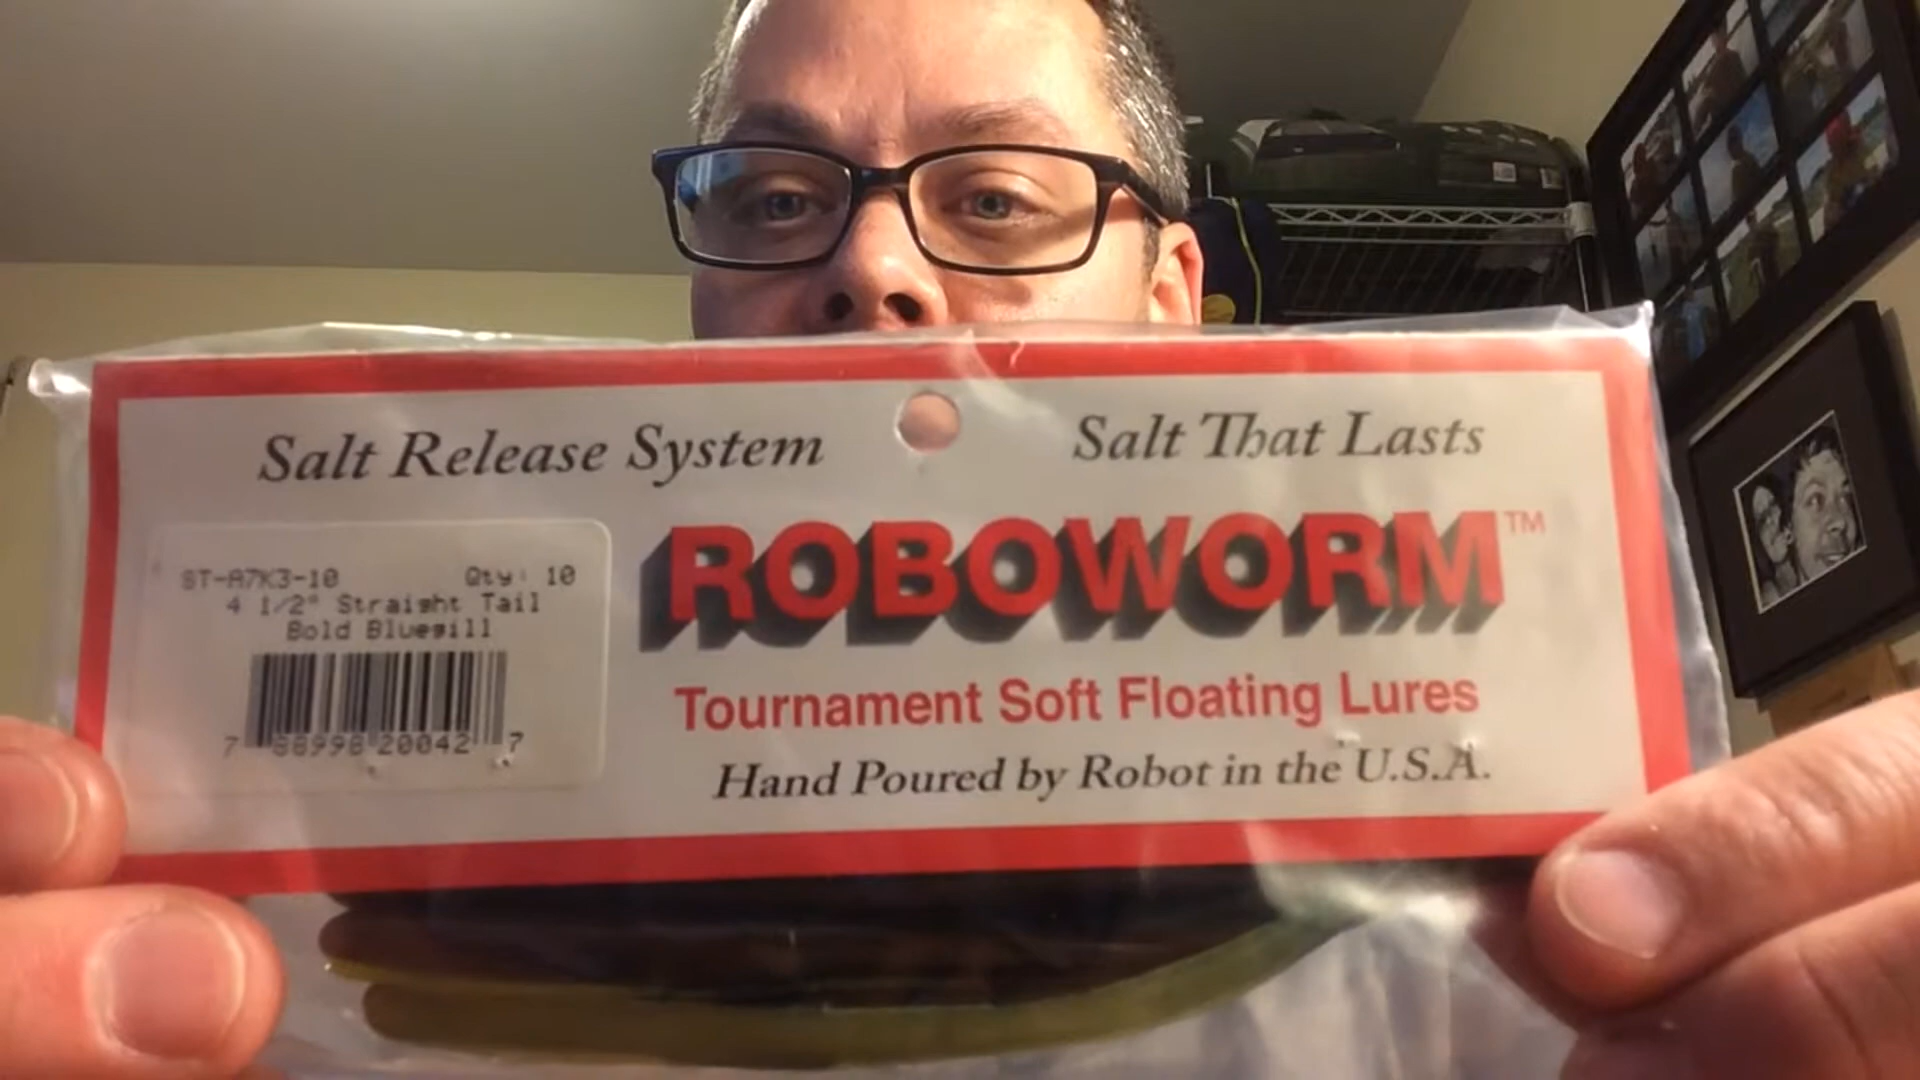 Salt Release System
Salt That Lasts
ST-A7K3-10 Qty: 10
4 1/2" Straight Tail
Bold Bluegill
7 88998 20042 7
ROBOWORM™
Tournament Soft Floating Lures
Hand Poured by Robot in the U.S.A.